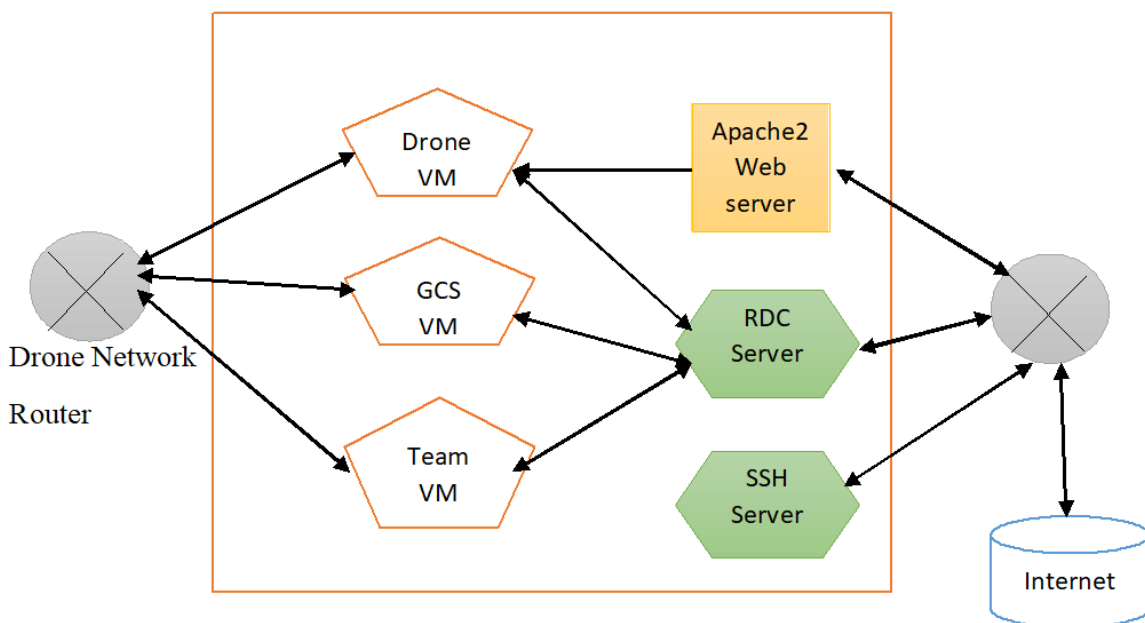 Drone
VM
Apache2
Web
server
GCS
VM
RDC
Server
Drone Network
Router
Team
VM
SSH
Server
Internet